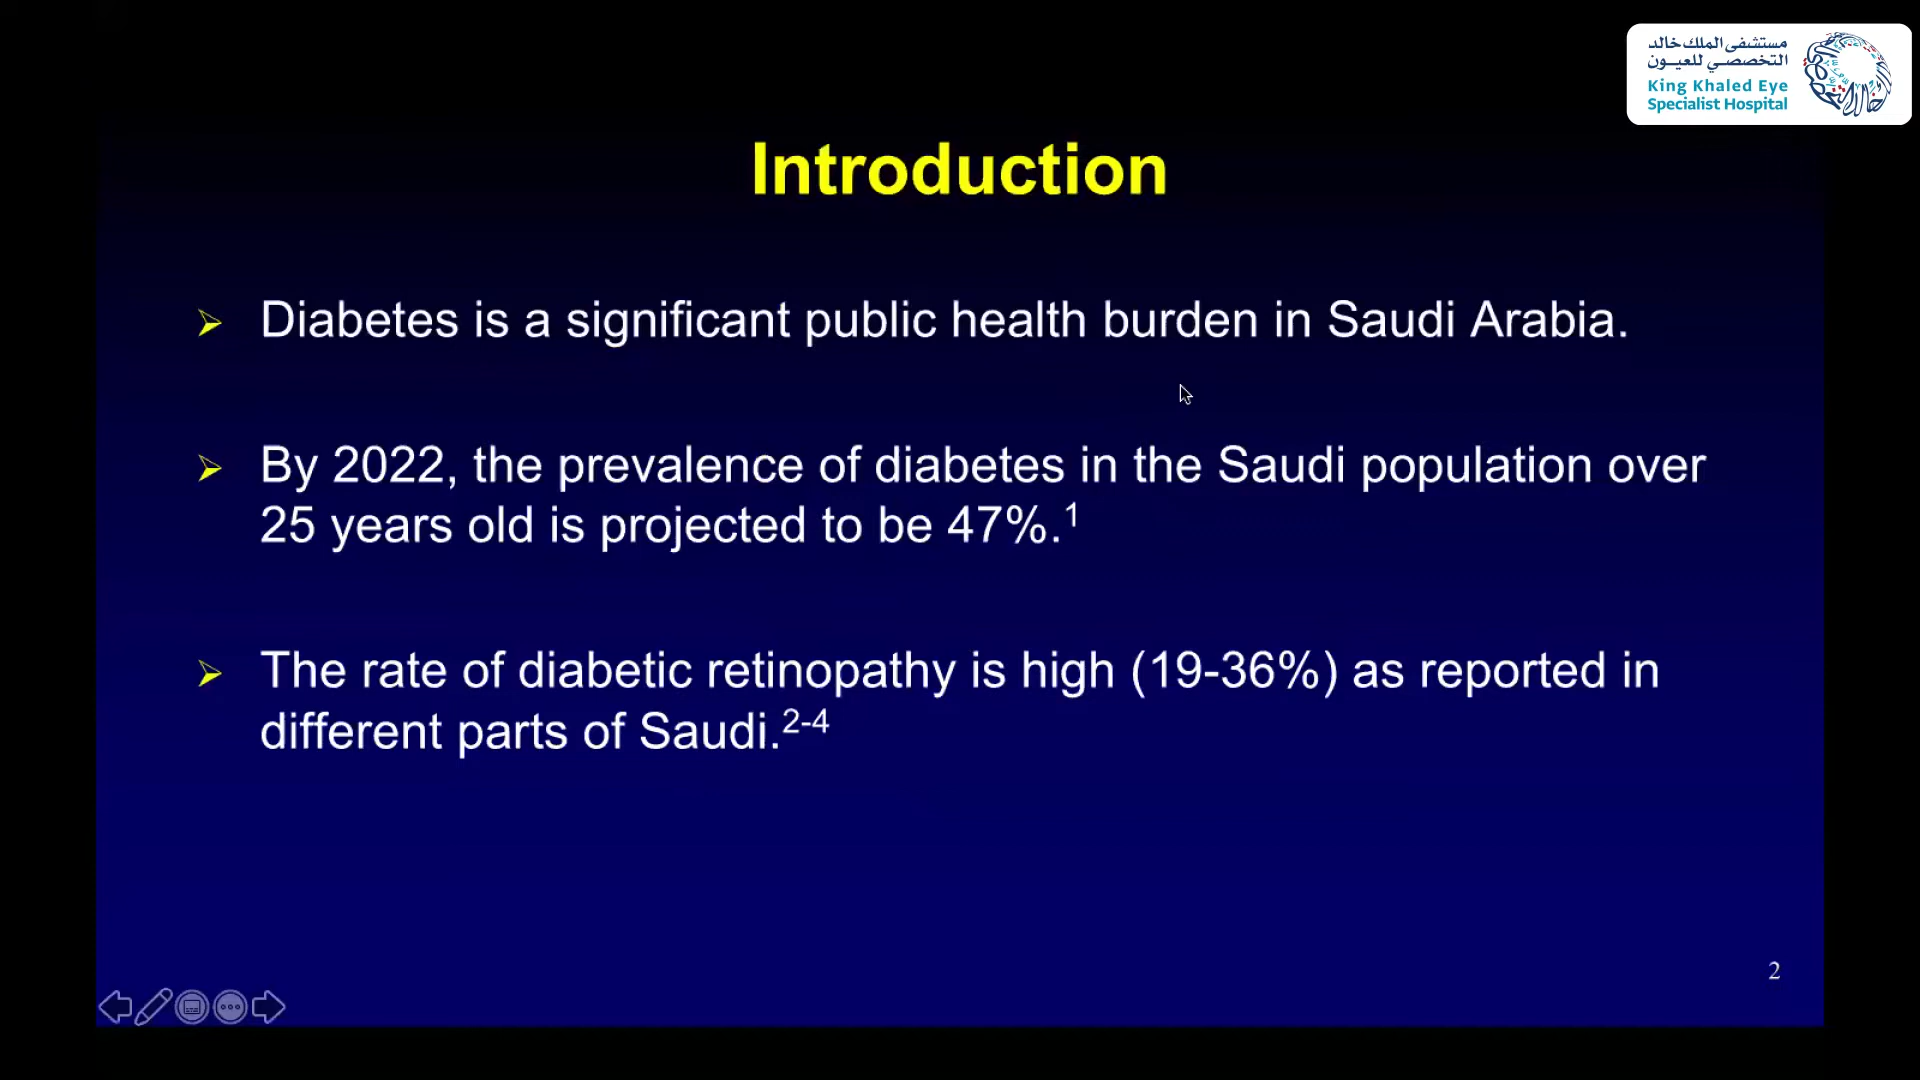 مستشفى الملك خالد
التخصصي للعيون
King Khaled Eye
Specialist Hospital
Introduction
Diabetes is a significant public health burden in Saudi Arabia.
By 2022, the prevalence of diabetes in the Saudi population over
25 years old is projected to be 47%.¹
The rate of diabetic retinopathy is high (19-36%) as reported in
different parts of Saudi.²⁻⁴
2